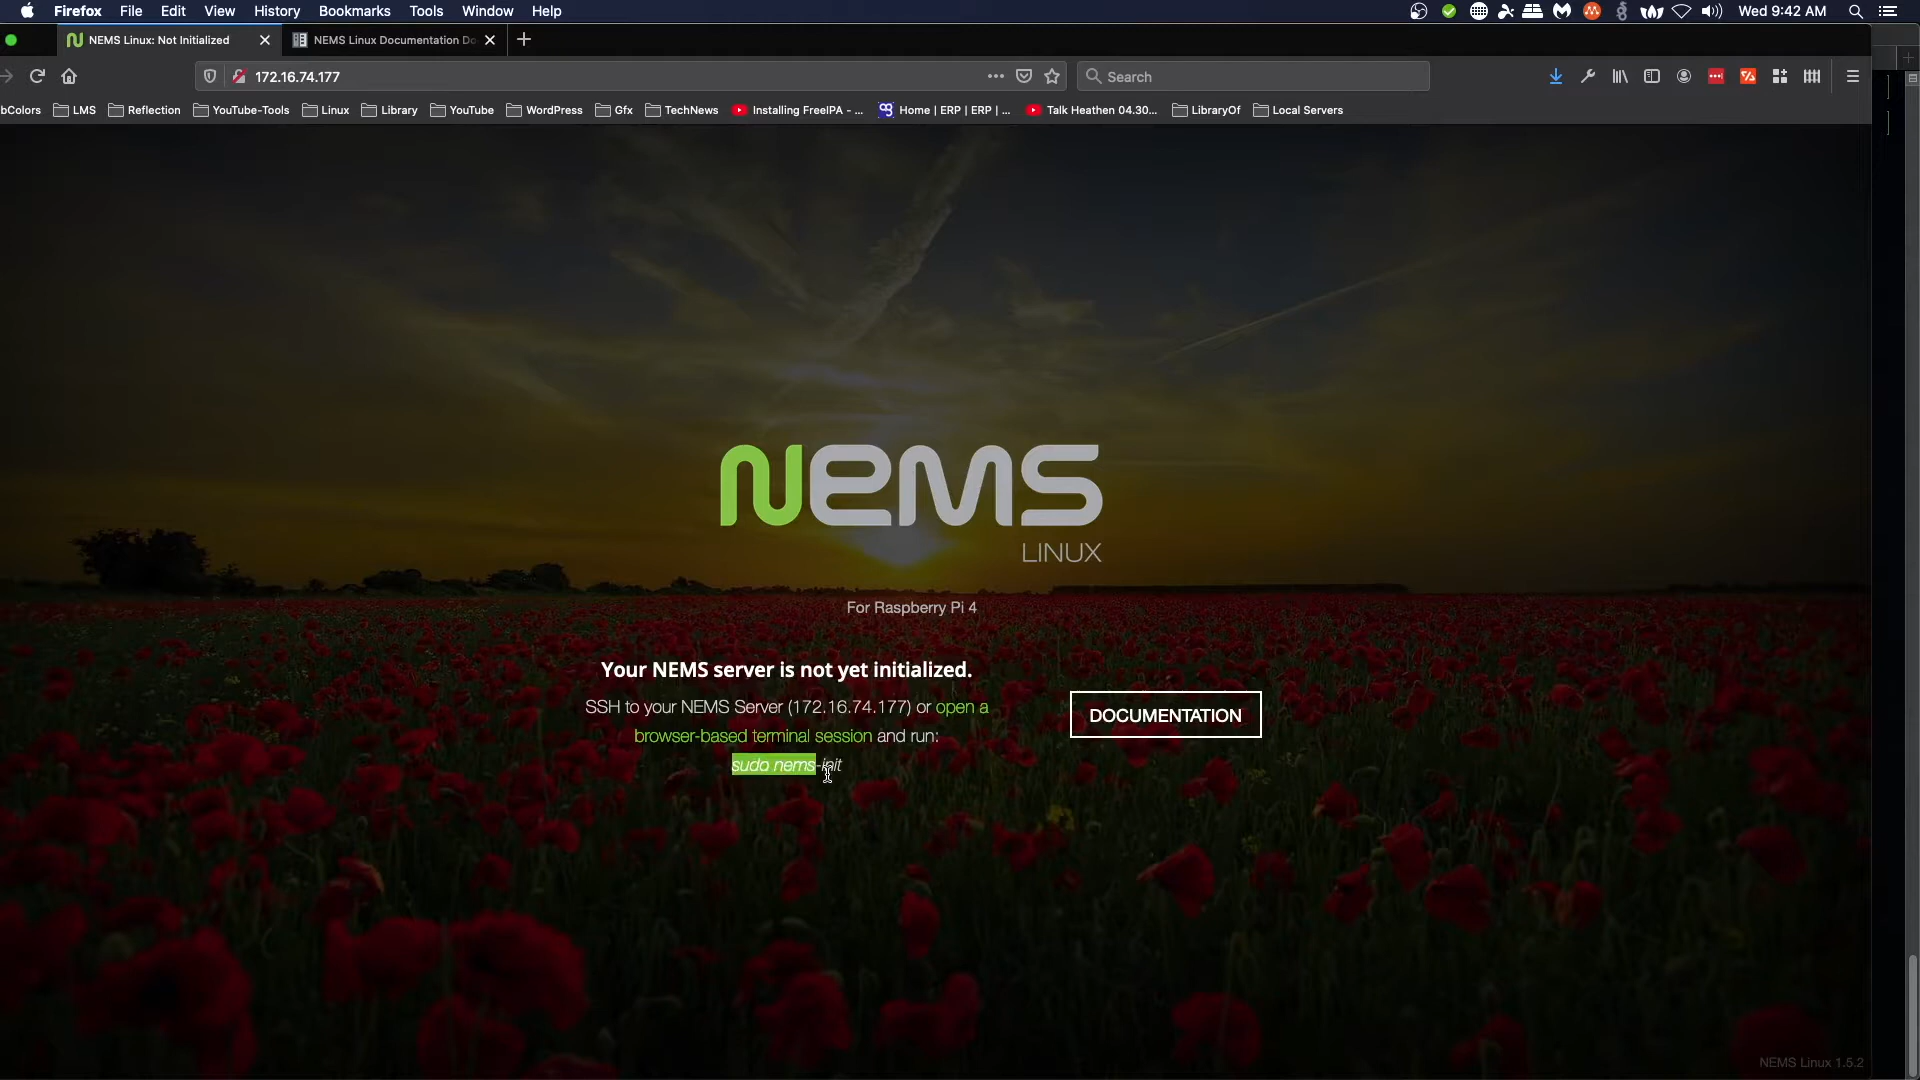 Firefox File Edit View History Bookmarks Tools Window Help Wed 9:42 AM
NEMS Linux: Not Initialized NEMS Linux Documentation Do
172.16.74.177 Search
bColors LMS Reflection YouTube-Tools Linux Library YouTube WordPress Gfx TechNews Installing FreeIPA - ... Home | ERP | ERP | ... Talk Heathen 04.30... LibraryOf Local Servers
NEMS
LINUX
For Raspberry Pi 4
Your NEMS server is not yet initialized.
SSH to your NEMS Server (172.16.74.177) or open a
browser-based terminal session and run:
sudo nems-init
DOCUMENTATION
NEMS Linux 1.5.2